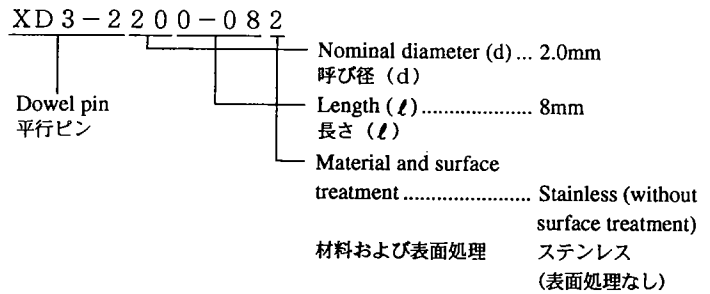 XD3-2200-082
Nominal diameter (d) ... 2.0mm
呼び径 (d)
Dowel pin
平行ピン
Length (ℓ) ..................... 8mm
長さ (ℓ)
Material and surface
treatment ....................... Stainless (without
surface treatment)
材料および表面処理 ステンレス
(表面処理なし)